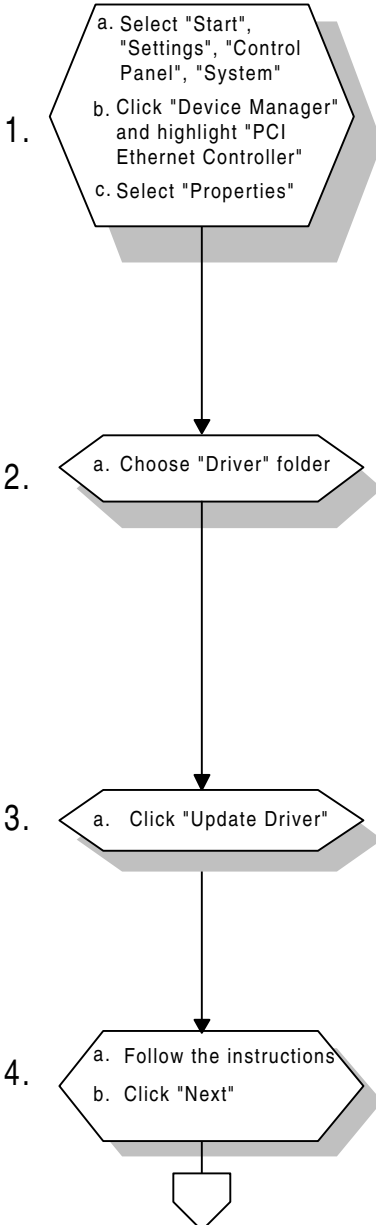 1.
a. Select "Start",
"Settings", "Control
Panel", "System"
b. Click "Device Manager"
and highlight "PCI
Ethernet Controller"
c. Select "Properties"
2.
a. Choose "Driver" folder
3.
a. Click "Update Driver"
4.
a. Follow the instructions
b. Click "Next"